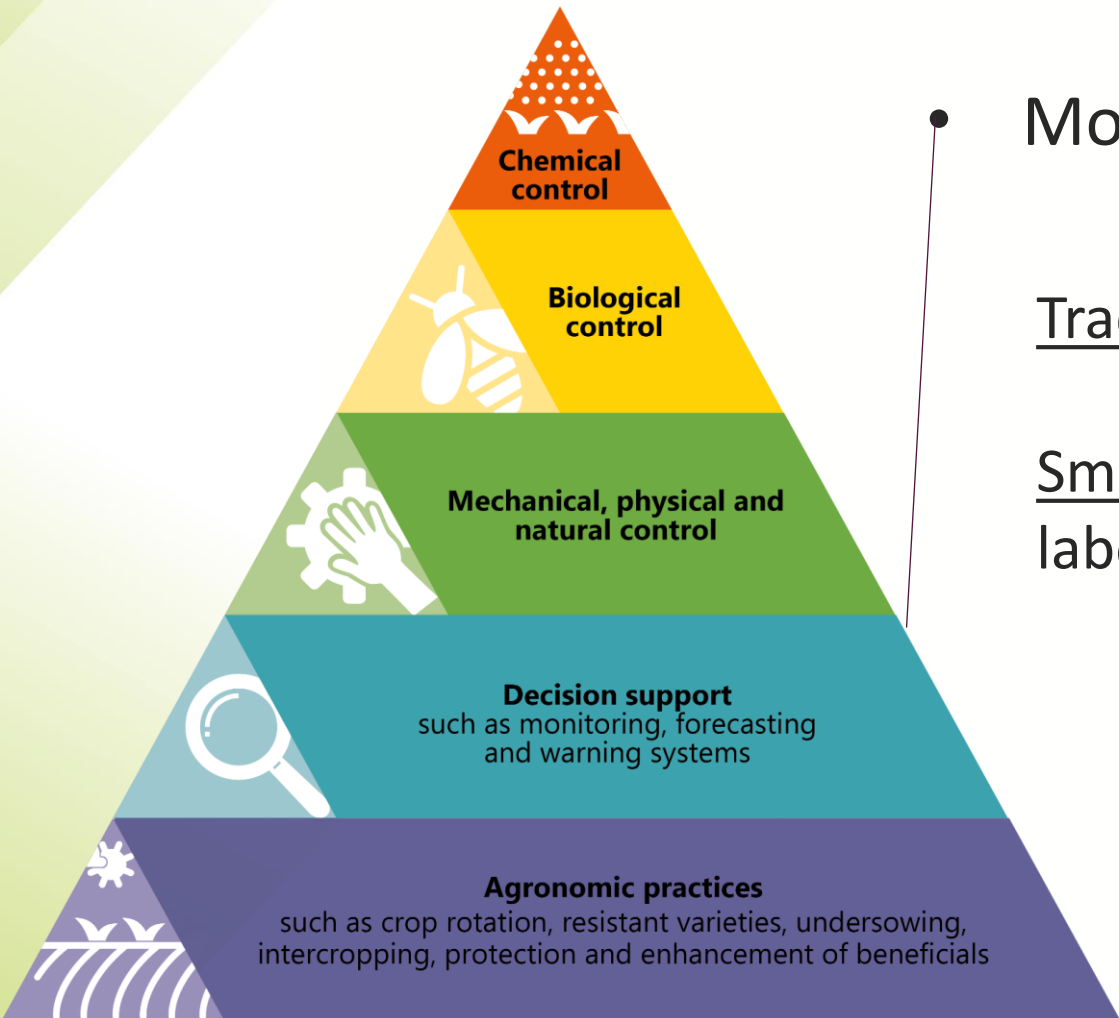 Chemical
control
Biological
control
Mechanical, physical and
natural control
Decision support
such as monitoring, forecasting
and warning systems
Agronomic practices
such as crop rotation, resistant varieties, undersowing,
intercropping, protection and enhancement of beneficials